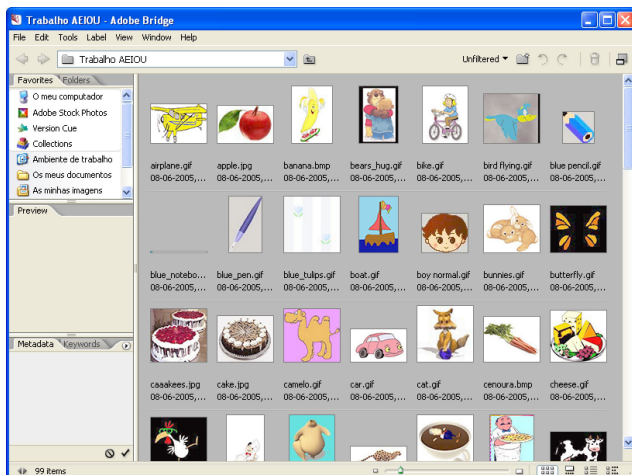 Trabalho AEIOU - Adobe Bridge
File Edit Tools Label View Window Help
Trabalho AEIOU
Unfiltered
Favorites Folders
O meu computador
Adobe Stock Photos
Version Cue
Collections
Ambiente de trabalho
Os meus documentos
As minhas imagens
Preview
Metadata Keywords
airplane.gif apple.jpg banana.bmp bears_hug.gif bike.gif bird flying.gif blue pencil.gif
08-06-2005,... 08-06-2005,... 08-06-2005,... 08-06-2005,... 08-06-2005,... 08-06-2005,... 08-06-2005,...
blue_notebo... blue_pen.gif blue_tulips.gif boat.gif boy normal.gif bunnies.gif butterfly.gif
08-06-2005,... 08-06-2005,... 08-06-2005,... 08-06-2005,... 08-06-2005,... 08-06-2005,... 08-06-2005,...
caaakees.jpg cake.jpg camelo.gif car.gif cat.gif cenoura.bmp cheese.gif
08-06-2005,... 08-06-2005,... 08-06-2005,... 08-06-2005,... 08-06-2005,... 08-06-2005,... 08-06-2005,...
99 items